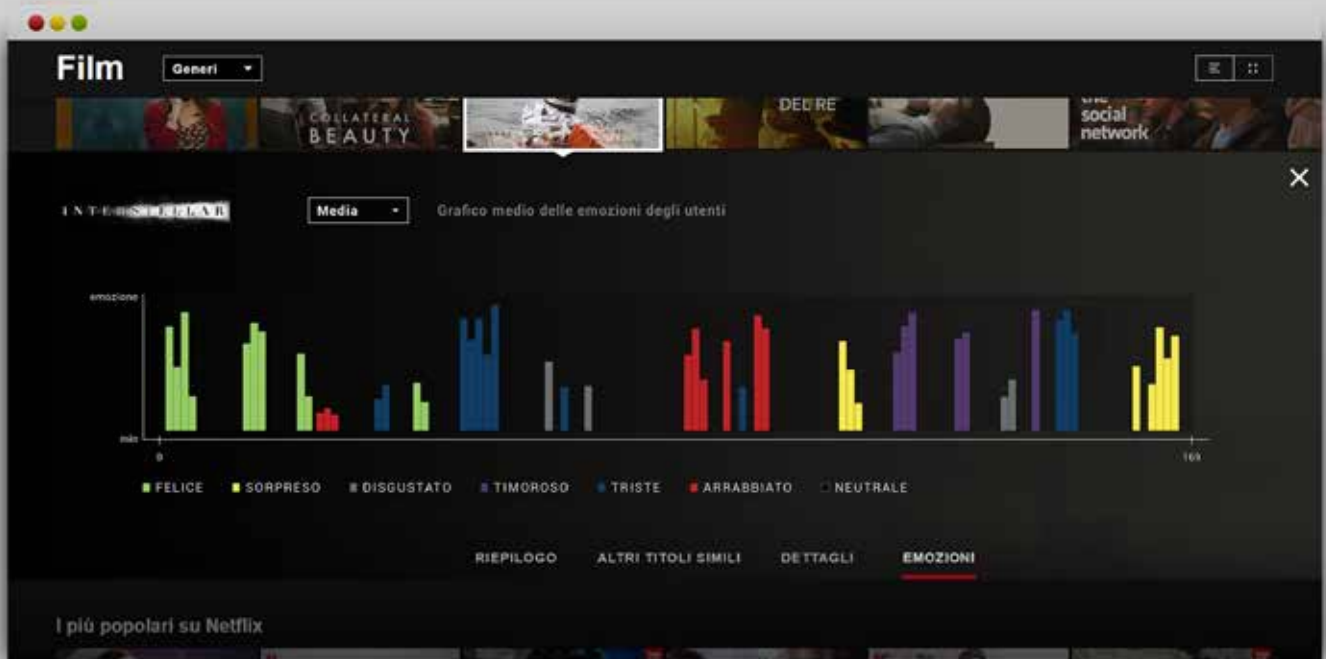 Film
Generi
COLLATERAL
BEAUTY
DEL RE
the
social
network
INTERSTELLAR
Media
Grafico medio delle emozioni degli utenti
emozione
min
0
169
FELICE SORPRESO DISGUSTATO TIMOROSO TRISTE ARRABBIATO NEUTRALE
RIEPILOGO ALTRI TITOLI SIMILI DETTAGLI EMOZIONI
I più popolari su Netflix